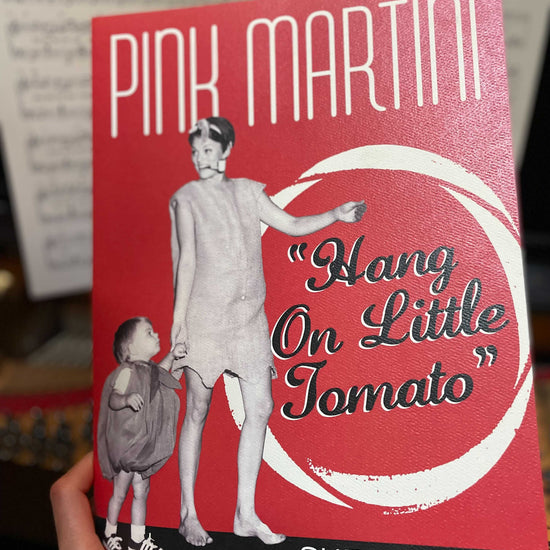 PINK MARTINI
"Hang
On Little
Tomato"